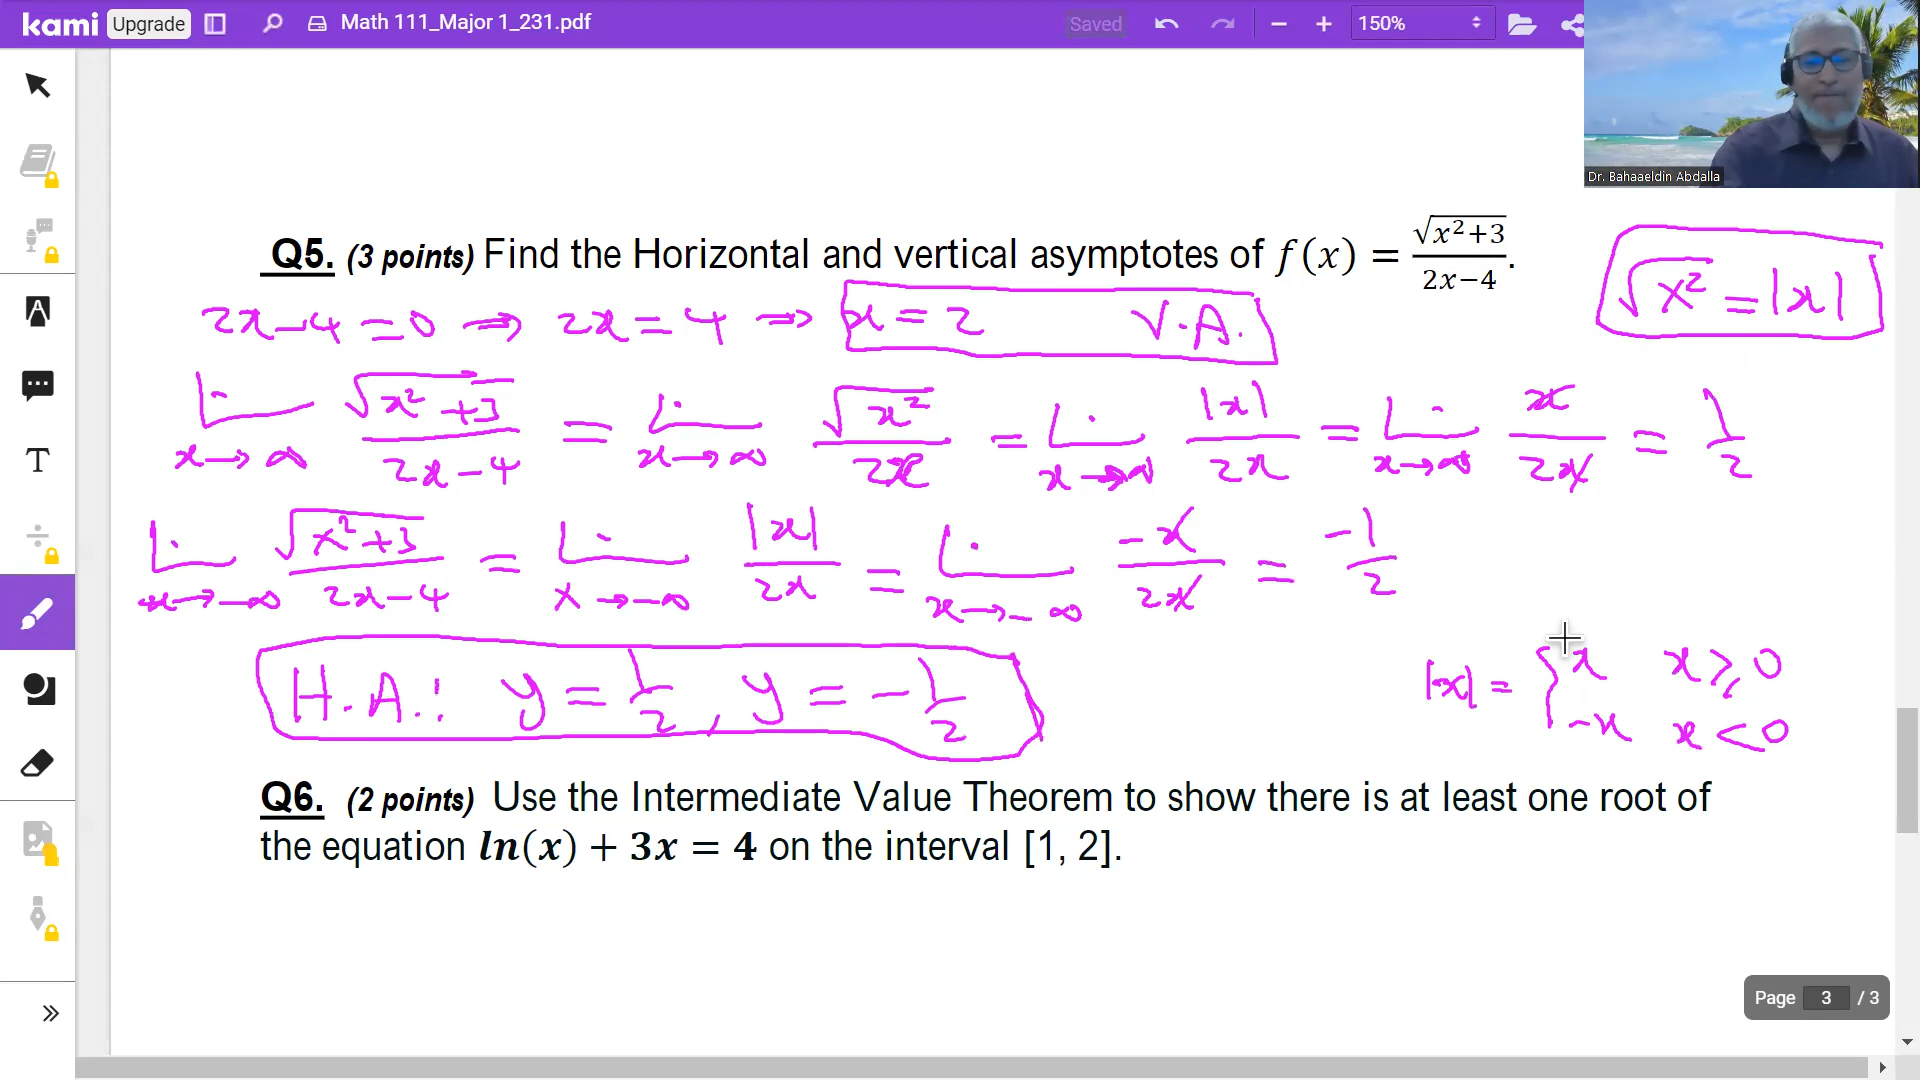 kami Upgrade Math 111_Major 1_231.pdf Saved 150%
Dr. Bahaaeldin Abdalla
Q5. (3 points) Find the Horizontal and vertical asymptotes of f(x) = √(x²+3)/(2x−4).
√x² = |x|
2x−4=0 ⇒ 2x=4 ⇒ x=2 V.A.
Lim x→∞ √(x²+3)/(2x−4) = Lim x→∞ √x²/2x = Lim x→∞ |x|/2x = Lim x→∞ x/2x = 1/2
Lim x→−∞ √(x²+3)/(2x−4) = Lim x→−∞ |x|/2x = Lim x→−∞ −x/2x = −1/2
H.A.: y = 1/2, y = −1/2
|x| = { x x⩾0
−x x<0
Q6. (2 points) Use the Intermediate Value Theorem to show there is at least one root of
the equation ln(x) + 3x = 4 on the interval [1, 2].
Page 3 / 3